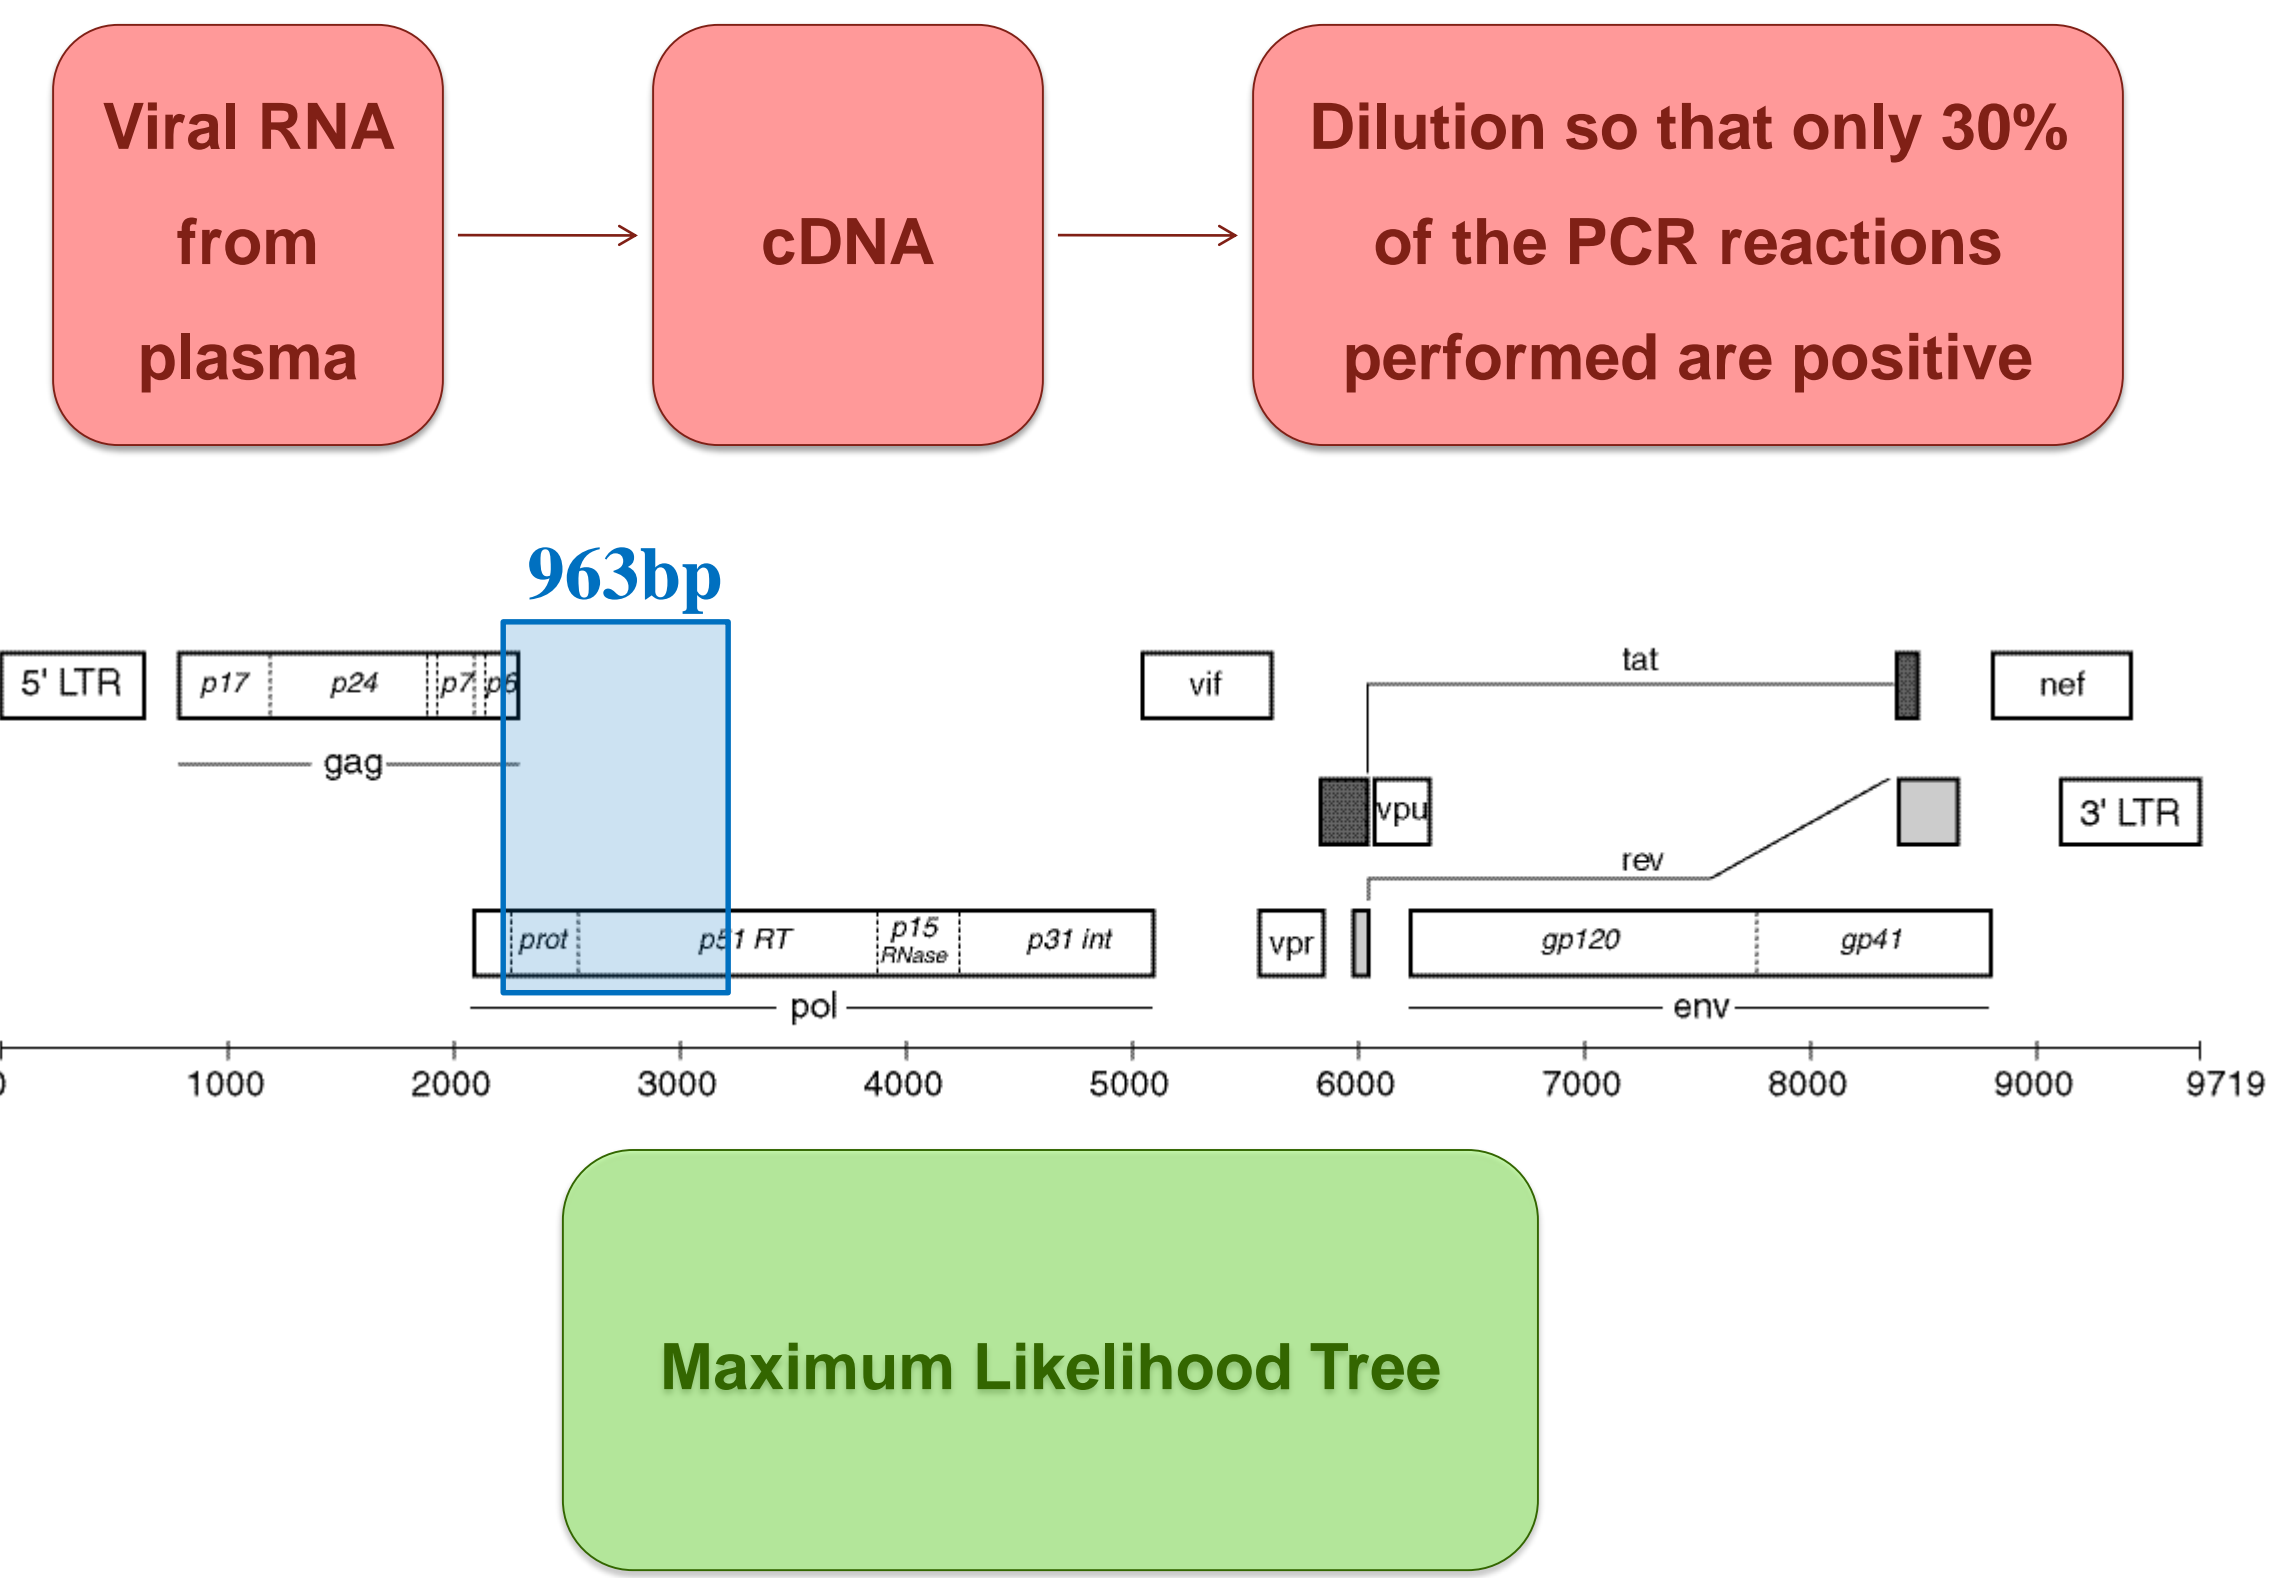 Viral RNA
from
plasma
cDNA
Dilution so that only 30%
of the PCR reactions
performed are positive
963bp
5' LTR
p17
p24
p7
p6
gag
vif
tat
nef
vpu
rev
3' LTR
prot
p51 RT
p15
RNase
p31 int
pol
vpr
gp120
gp41
env
0
1000
2000
3000
4000
5000
6000
7000
8000
9000
9719
Maximum Likelihood Tree